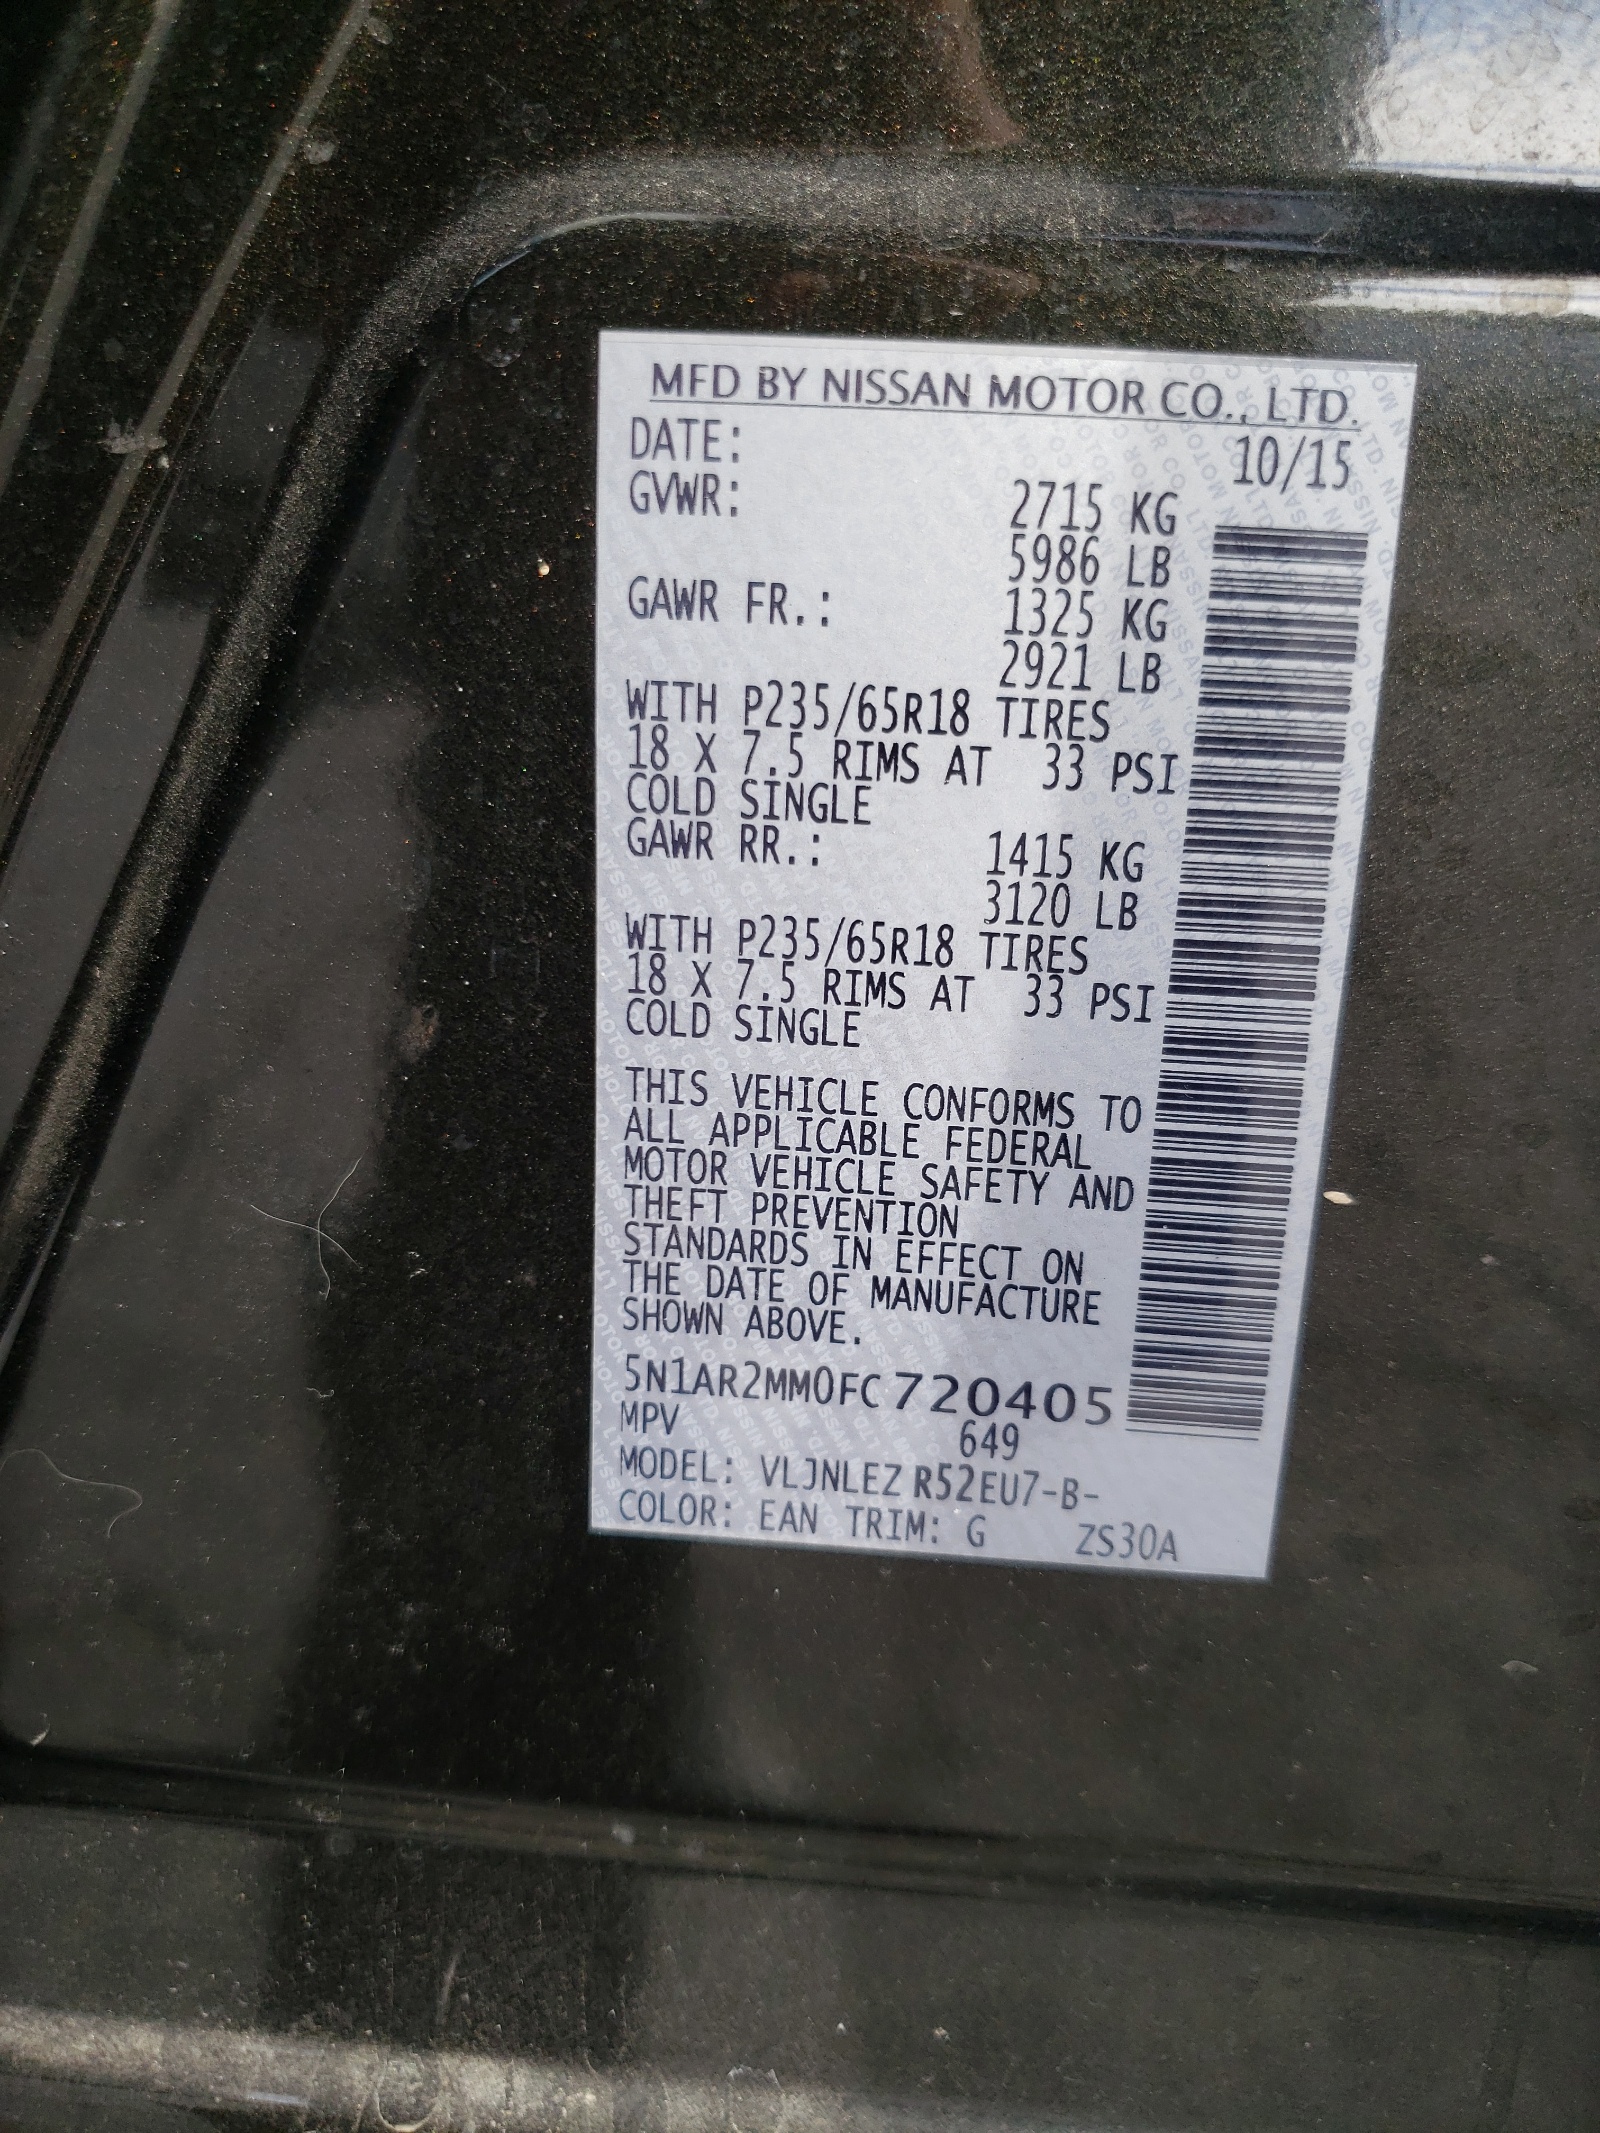 MFD BY NISSAN MOTOR CO., LTD.
DATE: 10/15
GVWR: 2715 KG
5986 LB
GAWR FR.: 1325 KG
2921 LB
WITH P235/65R18 TIRES
18 X 7.5 RIMS AT 33 PSI
COLD SINGLE
GAWR RR.: 1415 KG
3120 LB
WITH P235/65R18 TIRES
18 X 7.5 RIMS AT 33 PSI
COLD SINGLE
THIS VEHICLE CONFORMS TO
ALL APPLICABLE FEDERAL
MOTOR VEHICLE SAFETY AND
THEFT PREVENTION
STANDARDS IN EFFECT ON
THE DATE OF MANUFACTURE
SHOWN ABOVE.
5N1AR2MM0FC720405
MPV 649
MODEL: VLJNLEZ R52EU7-B-
COLOR: EAN TRIM: G ZS30A